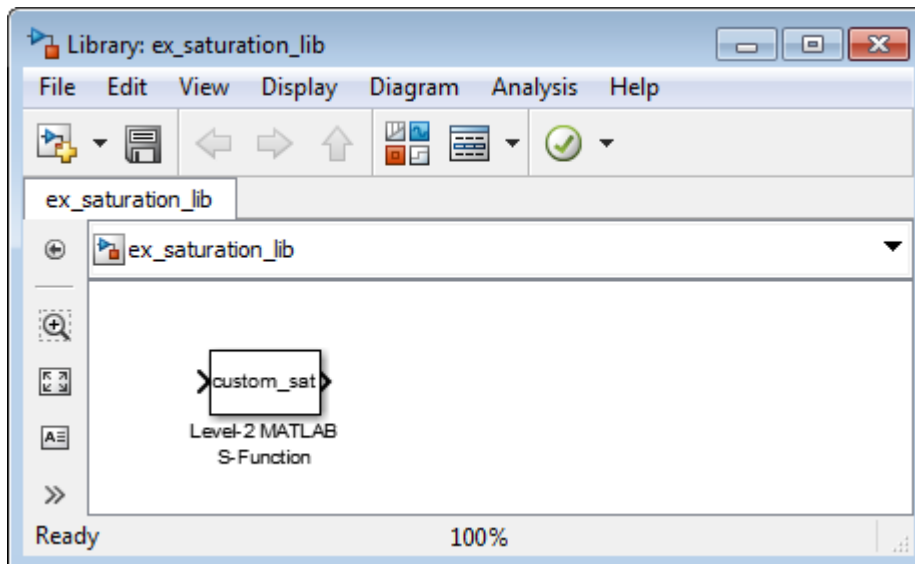 Library: ex_saturation_lib
File Edit View Display Diagram Analysis Help
ex_saturation_lib
ex_saturation_lib
custom_sat
Level-2 MATLAB
S-Function
Ready 100%